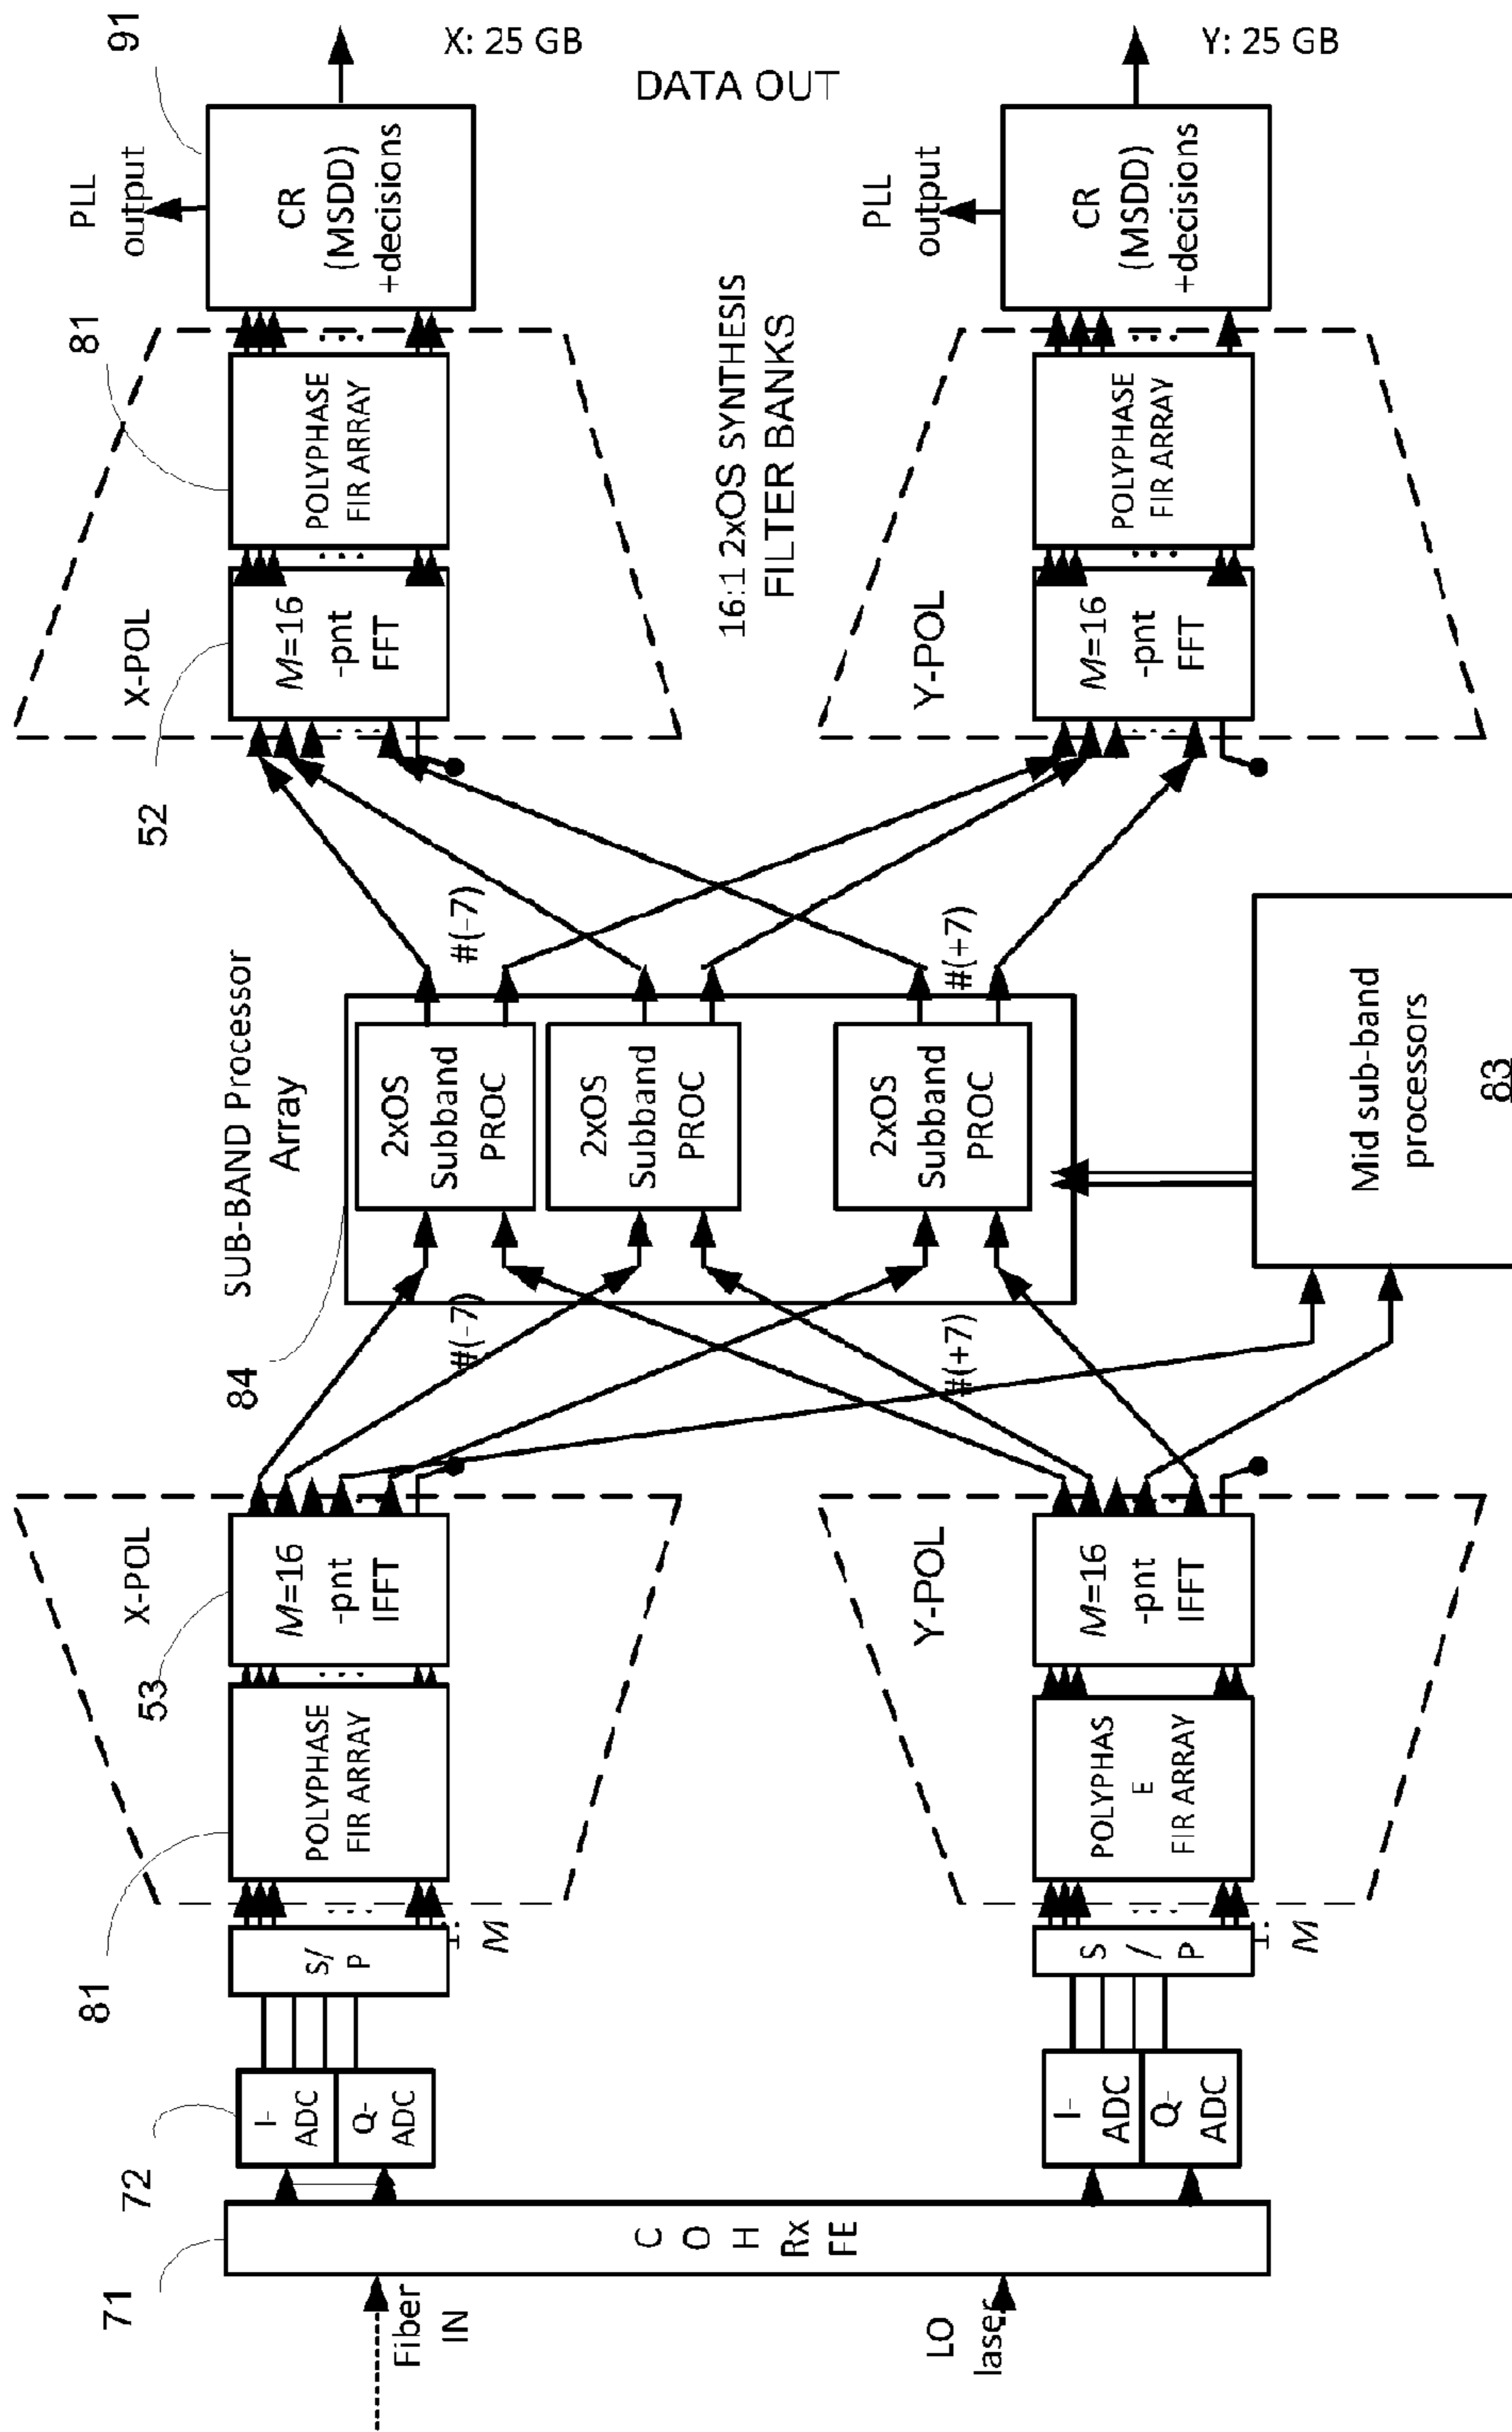 71
Fiber
IN
LO
laser
C
O
H
Rx
FE
72
I-
ADC
Q-
ADC
I-
ADC
Q-
ADC
S/
P
1:
M
S
/
P
1:
M
81
POLYPHASE
FIR ARRAY
53
X-POL
M=16
-pnt
IFFT
POLYPHAS
E
FIR ARRAY
Y-POL
M=16
-pnt
IFFT
84
SUB-BAND Processor
Array
#(-7)
#(+7)
2xOS
Subband
PROC
2xOS
Subband
PROC
2xOS
Subband
PROC
#(-7)
#(+7)
Mid sub-band
processors
83
52
X-POL
M=16
-pnt
FFT
81
POLYPHASE
FIR ARRAY
16:1 2xOS SYNTHESIS
FILTER BANKS
Y-POL
M=16
-pnt
FFT
POLYPHASE
FIR ARRAY
91
PLL
output
CR
(MSDD)
+decisions
X: 25 GB
DATA OUT
PLL
output
CR
(MSDD)
+decisions
Y: 25 GB